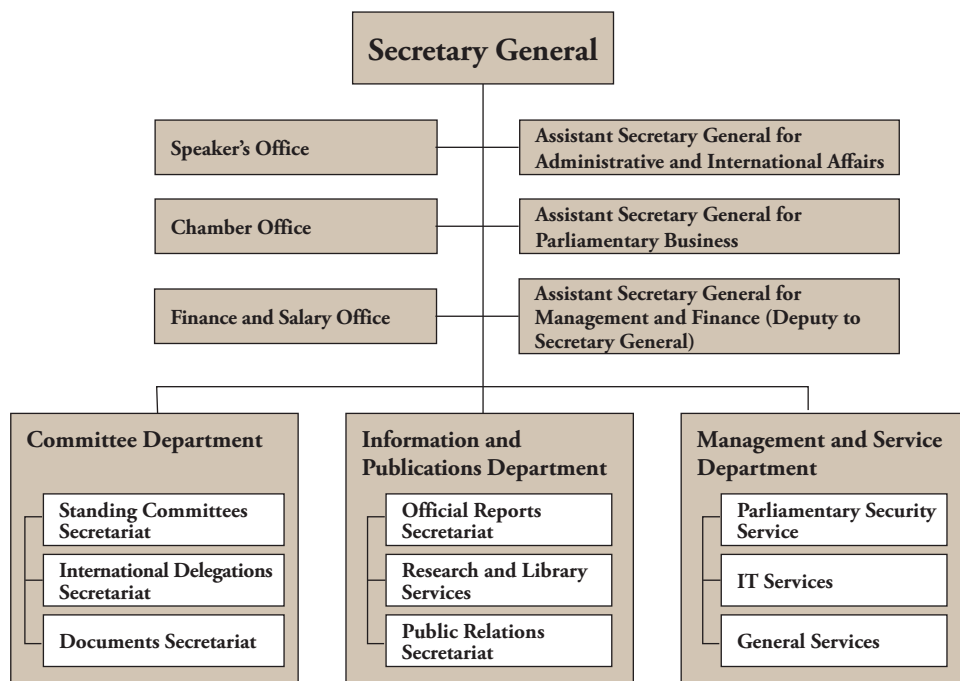 Secretary General
Speaker’s Office
Assistant Secretary General for
Administrative and International Affairs
Chamber Office
Assistant Secretary General for
Parliamentary Business
Finance and Salary Office
Assistant Secretary General for
Management and Finance (Deputy to
Secretary General)
Committee Department
Standing Committees
Secretariat
International Delegations
Secretariat
Documents Secretariat
Information and
Publications Department
Official Reports
Secretariat
Research and Library
Services
Public Relations
Secretariat
Management and Service
Department
Parliamentary Security
Service
IT Services
General Services